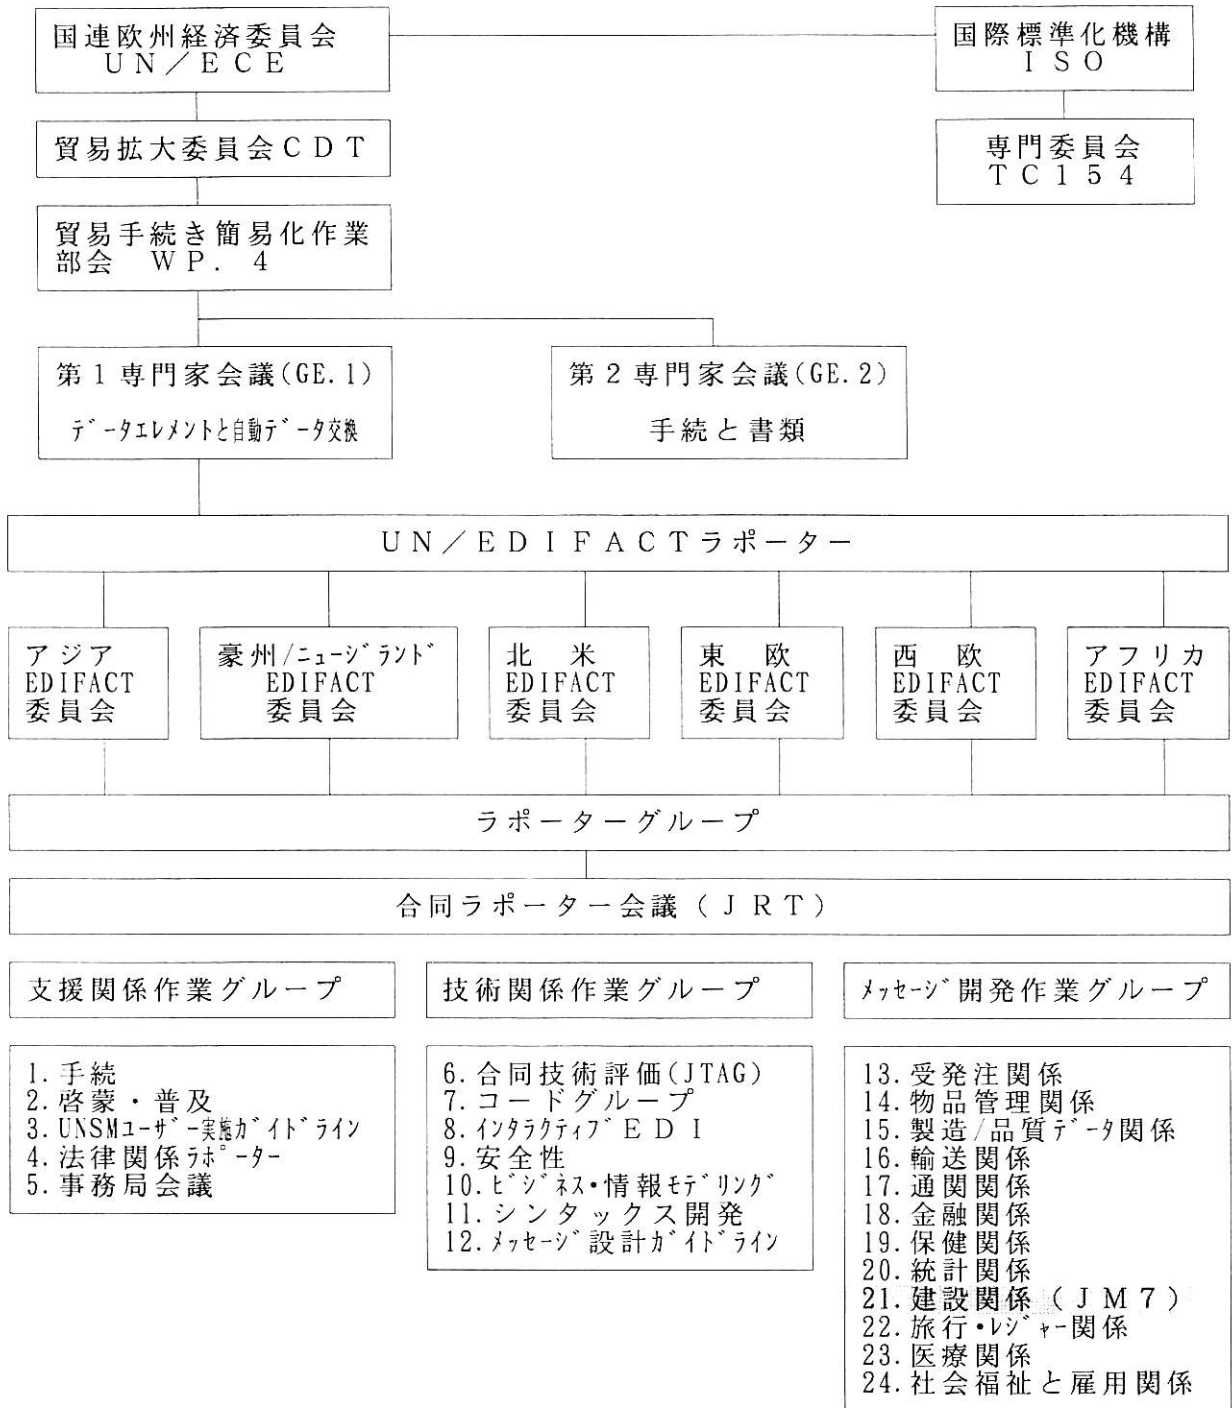 国連欧州経済委員会
UN／ECE
国際標準化機構
ISO
貿易拡大委員会CDT
専門委員会
TC154
貿易手続き簡易化作業
部会　WP．4
第1専門家会議(GE.1)
ﾃﾞｰﾀｴﾚﾒﾝﾄと自動ﾃﾞｰﾀ交換
第2専門家会議(GE.2)
手続と書類
UN／EDIFACTラポーター
アジア
EDIFACT
委員会
豪州/ﾆｭｰｼﾞﾗﾝﾄﾞ
EDIFACT
委員会
北　米
EDIFACT
委員会
東　欧
EDIFACT
委員会
西　欧
EDIFACT
委員会
アフリカ
EDIFACT
委員会
ラポーターグループ
合同ラポーター会議（JRT）
支援関係作業グループ
1.手続
2.啓蒙・普及
3.UNSMﾕｰｻﾞｰ実施ｶﾞｲﾄﾞﾗｲﾝ
4.法律関係ﾗﾎﾟｰﾀｰ
5.事務局会議
技術関係作業グループ
6.合同技術評価(JTAG)
7.コードグループ
8.ｲﾝﾀﾗｸﾃｨﾌﾞEDI
9.安全性
10.ﾋﾞｼﾞﾈｽ・情報ﾓﾃﾞﾘﾝｸﾞ
11.シンタックス開発
12.ﾒｯｾｰｼﾞ設計ｶﾞｲﾄﾞﾗｲﾝ
ﾒｯｾｰｼﾞ開発作業グループ
13.受発注関係
14.物品管理関係
15.製造/品質ﾃﾞｰﾀ関係
16.輸送関係
17.通関関係
18.金融関係
19.保健関係
20.統計関係
21.建設関係（JM7）
22.旅行・ﾚｼﾞｬｰ関係
23.医療関係
24.社会福祉と雇用関係